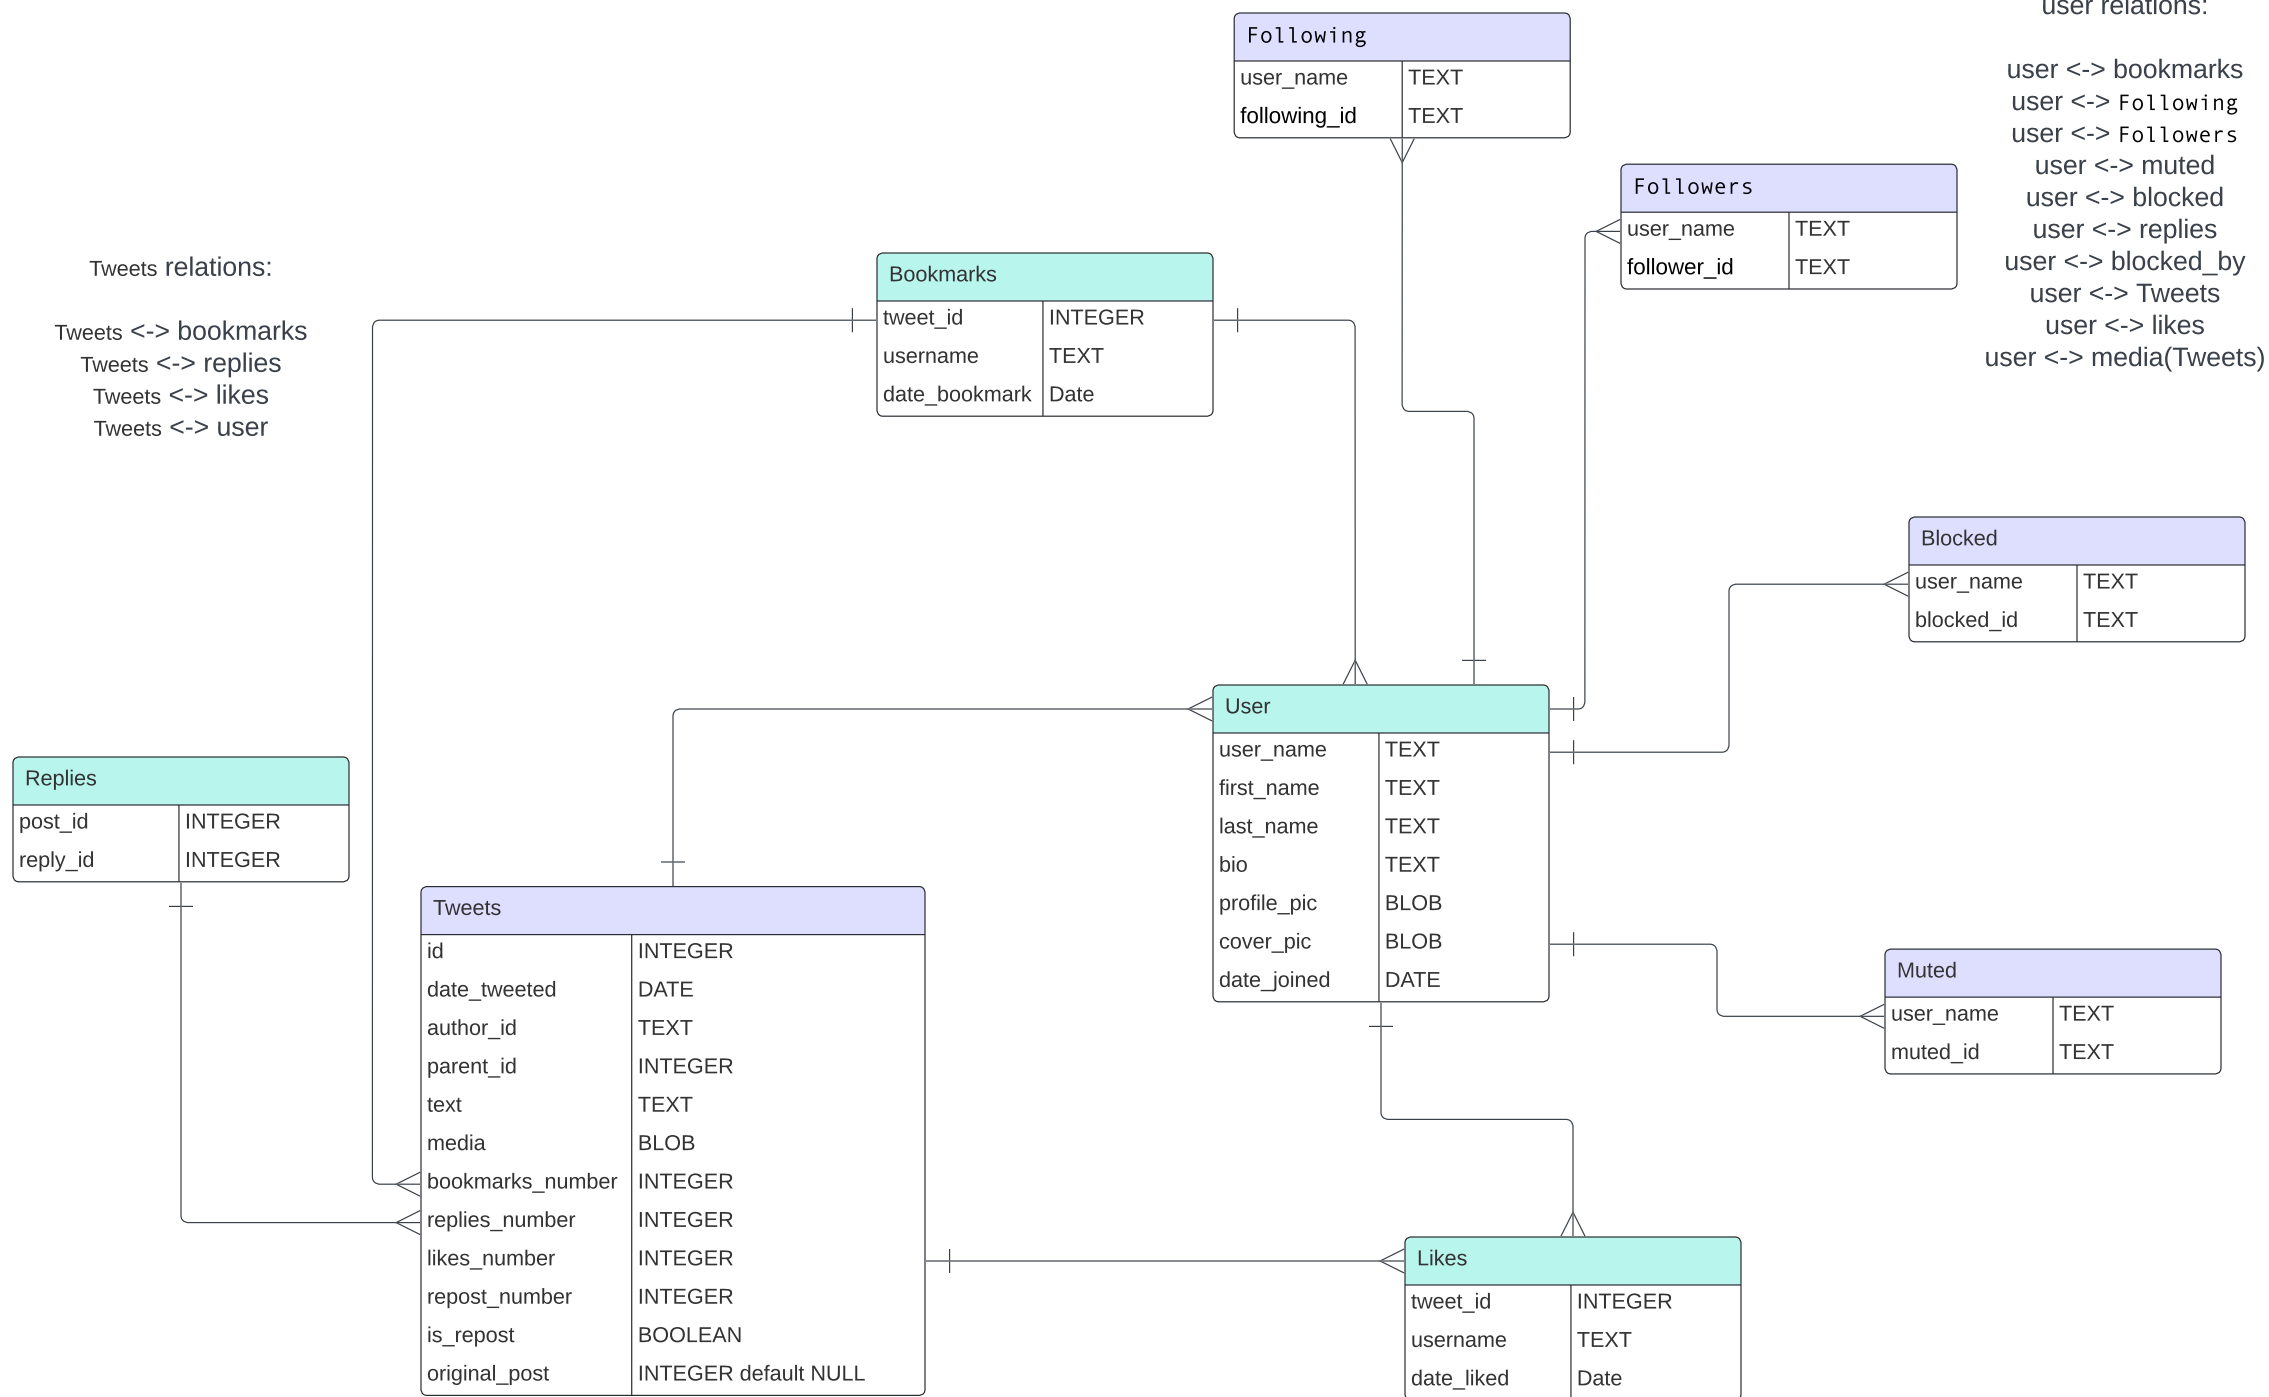 user relations:
user <-> bookmarks
user <-> Following
user <-> Followers
user <-> muted
user <-> blocked
user <-> replies
user <-> blocked_by
user <-> Tweets
user <-> likes
user <-> media(Tweets)
Following
user_name TEXT
following_id TEXT
Followers
user_name TEXT
follower_id TEXT
Tweets relations:
Tweets <-> bookmarks
Tweets <-> replies
Tweets <-> likes
Tweets <-> user
Bookmarks
tweet_id INTEGER
username TEXT
date_bookmark Date
Blocked
user_name TEXT
blocked_id TEXT
User
user_name TEXT
first_name TEXT
last_name TEXT
bio TEXT
profile_pic BLOB
cover_pic BLOB
date_joined DATE
Replies
post_id INTEGER
reply_id INTEGER
Tweets
id INTEGER
date_tweeted DATE
author_id TEXT
parent_id INTEGER
text TEXT
media BLOB
bookmarks_number INTEGER
replies_number INTEGER
likes_number INTEGER
repost_number INTEGER
is_repost BOOLEAN
original_post INTEGER default NULL
Muted
user_name TEXT
muted_id TEXT
Likes
tweet_id INTEGER
username TEXT
date_liked Date